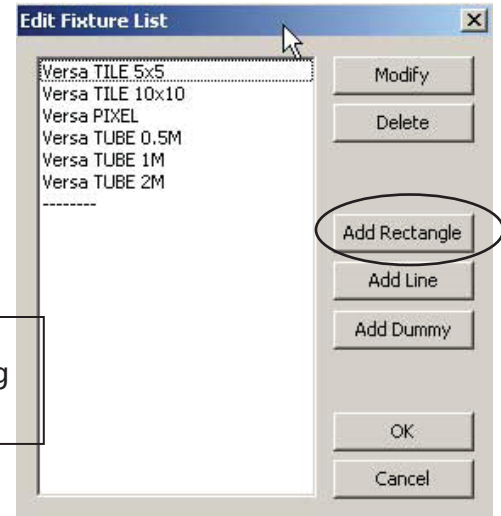 Edit Fixture List
Versa TILE 5x5
Versa TILE 10x10
Versa PIXEL
Versa TUBE 0.5M
Versa TUBE 1M
Versa TUBE 2M
--------
Modify
Delete
Add Rectangle
Add Line
Add Dummy
g
OK
Cancel